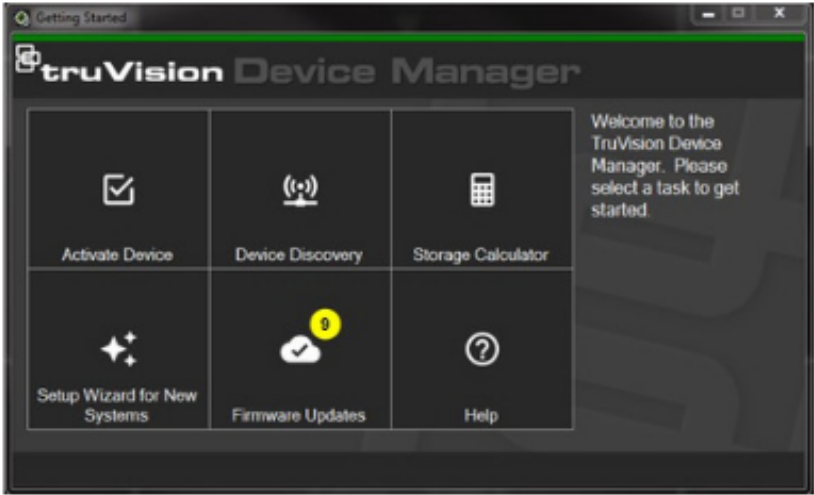 Getting Started
truVision Device Manager
Welcome to the
TruVision Device
Manager. Please
select a task to get
started.
Activate Device
Device Discovery
Storage Calculator
9
Setup Wizard for New
Systems
Firmware Updates
Help